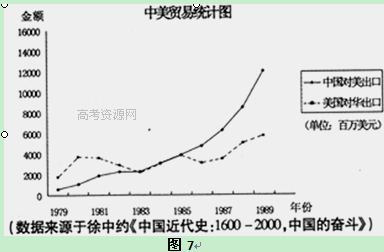 中美贸易统计图
金额
16000
14000
12000
10000
8000
6000
4000
2000
0
1979 1981 1983 1985 1987 1989 年份
高考资源网
中国对美出口
美国对华出口
(单位：百万美元)
(数据来源于徐中约《中国近代史:1600-2000,中国的奋斗》)
图 7